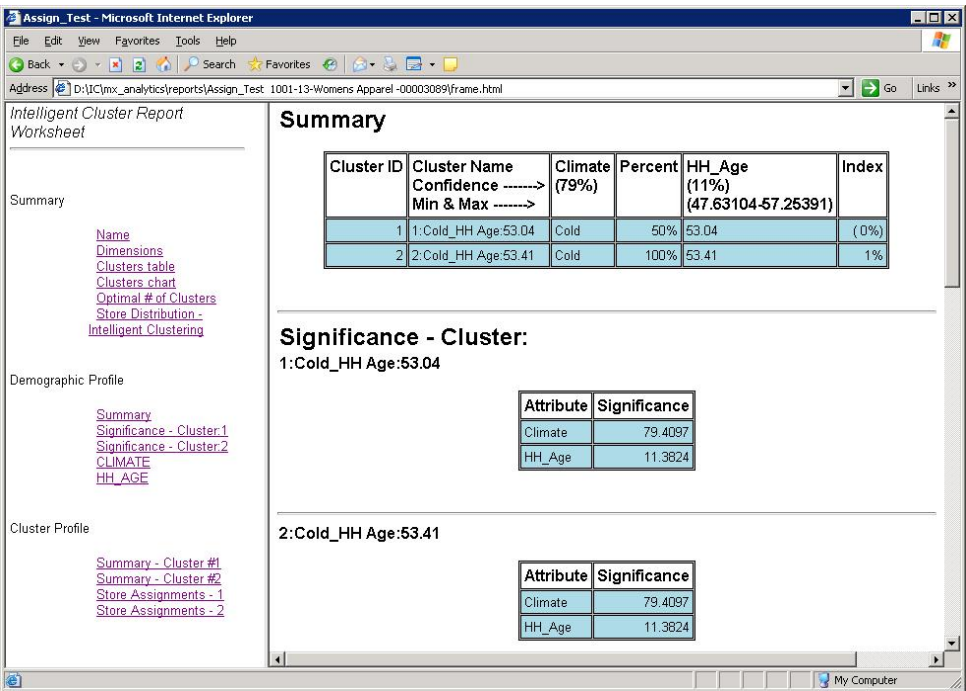 Assign_Test - Microsoft Internet Explorer
File Edit View Favorites Tools Help
Back Search Favorites
Address D:\IC\mx_analytics\reports\Assign_Test 1001-13-Womens Apparel -00003089\frame.html Go Links »
Intelligent Cluster Report
Worksheet
Summary
Name
Dimensions
Clusters table
Clusters chart
Optimal # of Clusters
Store Distribution -
Intelligent Clustering
Demographic Profile
Summary
Significance - Cluster:1
Significance - Cluster:2
CLIMATE
HH_AGE
Cluster Profile
Summary - Cluster #1
Summary - Cluster #2
Store Assignments - 1
Store Assignments - 2
Summary
Cluster ID Cluster Name Climate Percent HH_Age Index
Confidence -------> (79%) (11%)
Min & Max -------> (47.63104-57.25391)
1 1:Cold_HH Age:53.04 Cold 50% 53.04 ( 0%)
2 2:Cold_HH Age:53.41 Cold 100% 53.41 1%
Significance - Cluster:
1:Cold_HH Age:53.04
Attribute Significance
Climate 79.4097
HH_Age 11.3824
2:Cold_HH Age:53.41
Attribute Significance
Climate 79.4097
HH_Age 11.3824
My Computer